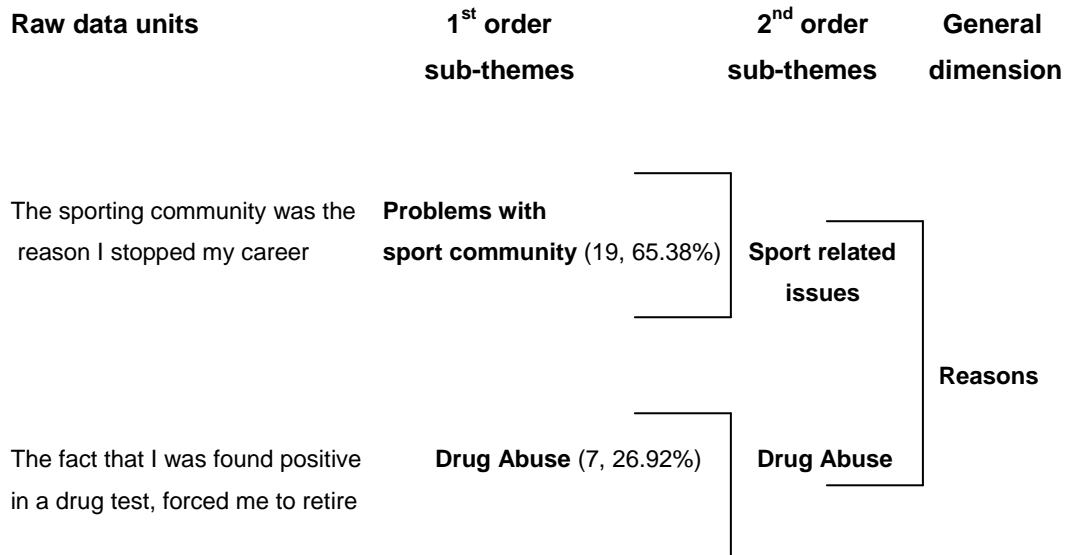 Raw data units 1st order 2nd order General
sub-themes sub-themes dimension
The sporting community was the Problems with
reason I stopped my career sport community (19, 65.38%) Sport related
issues
Reasons
The fact that I was found positive Drug Abuse (7, 26.92%) Drug Abuse
in a drug test, forced me to retire